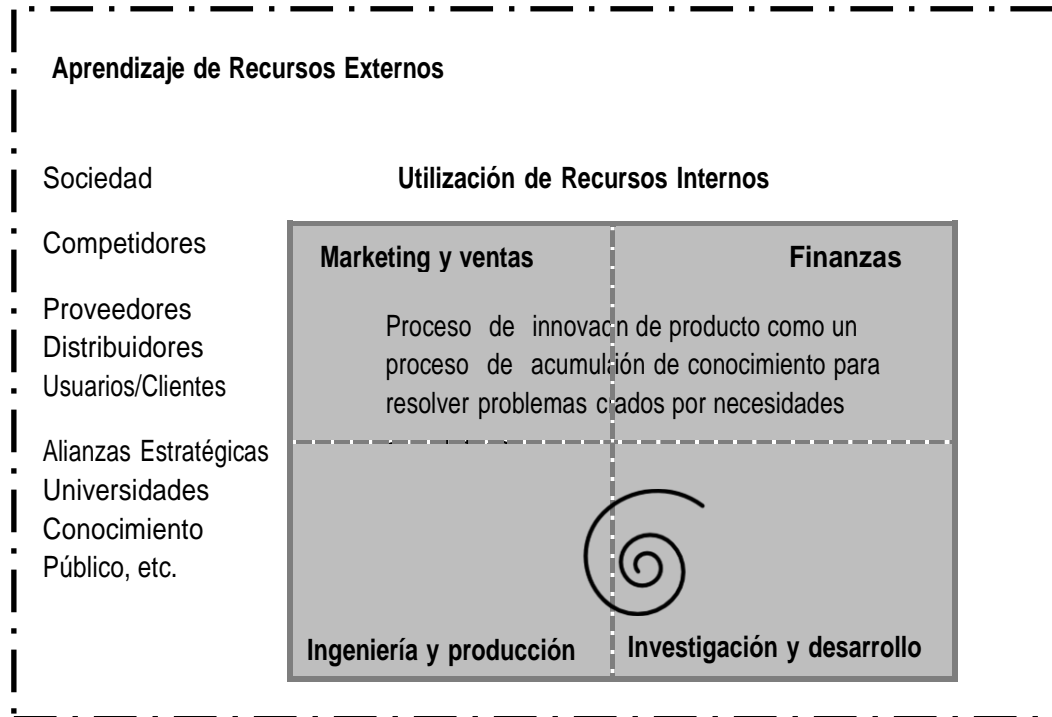 Aprendizaje de Recursos Externos
Sociedad
Utilización de Recursos Internos
Competidores
Marketing y ventas
Finanzas
Proveedores
Distribuidores
Usuarios/Clientes
Proceso de innovación de producto como un
proceso de acumulación de conocimiento para
resolver problemas creados por necesidades
Alianzas Estratégicas
Universidades
Conocimiento
Público, etc.
Ingeniería y producción
Investigación y desarrollo